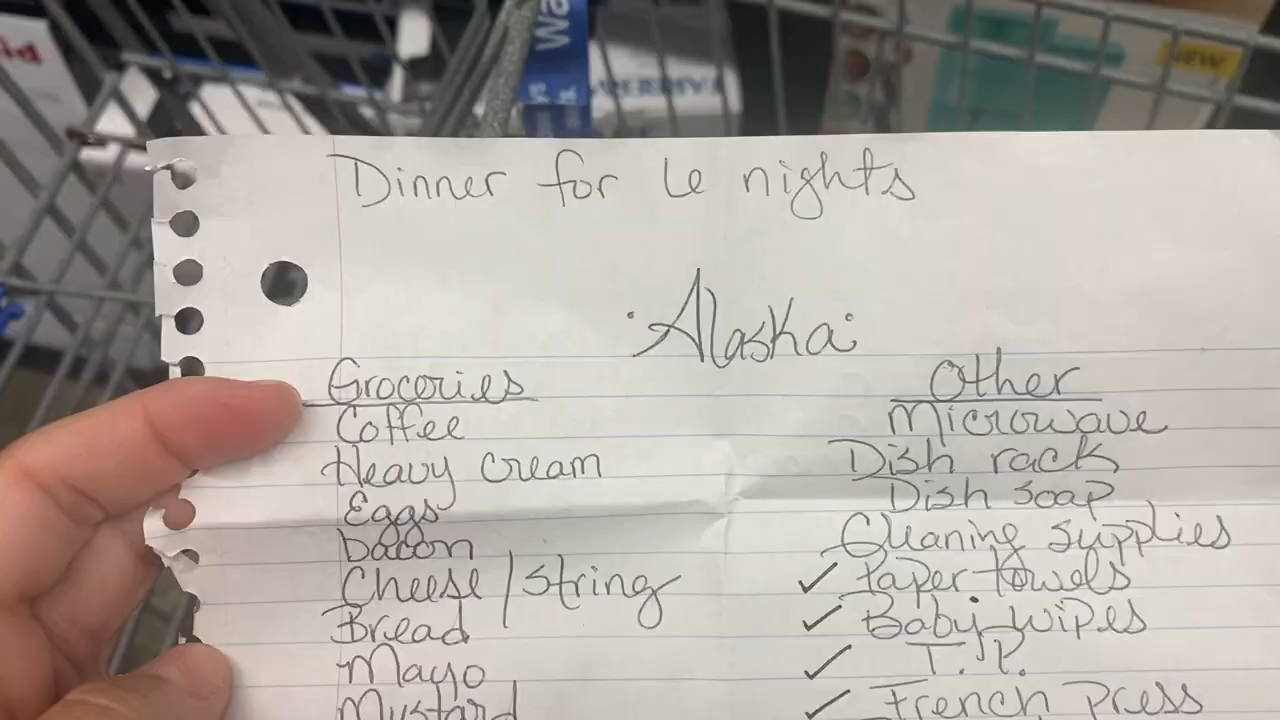 NEW
Dinner for 6 nights
Alaska
Groceries
Coffee
Heavy cream
Eggs
Bacon
Cheese/string
Bread
Mayo
Mustard
Other
Microwave
Dish rack
Dish soap
Cleaning supplies
✓ Paper towels
✓ Baby wipes
✓ T.P.
✓ French Press